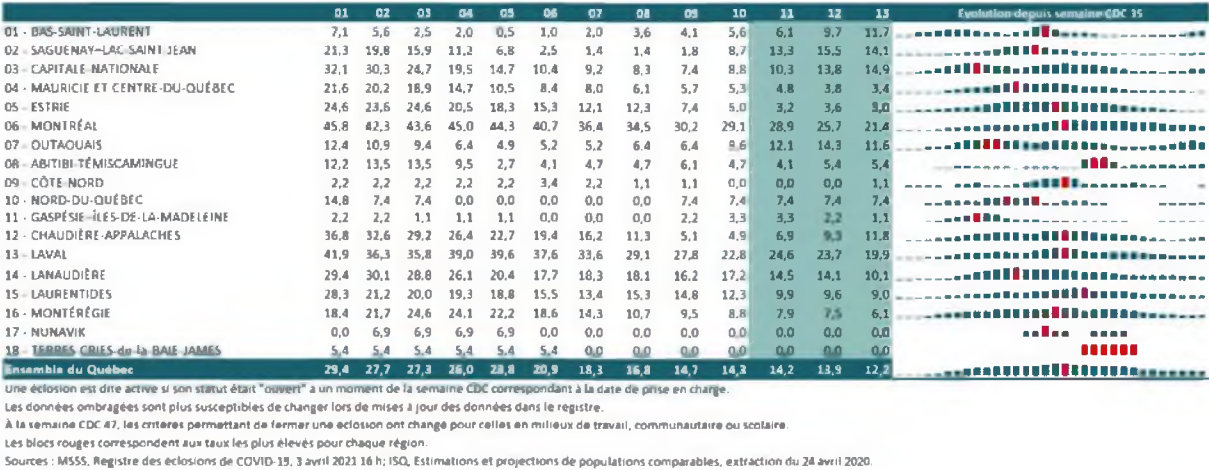 01 02 03 04 05 06 07 08 09 10 11 12 13 Evolution depuis semaine CDC 35
01 - BAS-SAINT-LAURENT 7,1 5,6 2,5 2,0 0,5 1,0 2,0 3,6 4,1 5,6 6,1 9,7 11,7
02 - SAGUENAY-LAC SAINT JEAN 21,3 19,8 15,9 11,2 6,8 2,5 1,4 1,4 1,8 8,7 13,3 15,5 14,1
03 - CAPITALE NATIONALE 32,1 30,3 24,7 19,5 14,7 10,4 9,2 8,3 7,4 8,8 10,3 13,8 14,9
04 - MAURICIE ET CENTRE-DU-QUÉBEC 21,6 20,2 18,9 14,7 10,5 8,4 8,0 6,1 5,7 5,3 4,8 3,8 3,4
05 - ESTRIE 24,6 23,6 24,6 20,5 18,3 15,3 12,1 12,3 7,4 5,0 3,2 3,6 3,0
06 - MONTRÉAL 45,8 42,3 43,6 45,0 44,3 40,7 36,4 34,5 30,2 29,1 28,9 25,7 21,4
07 - OUTAOUAIS 12,4 10,9 9,4 6,4 4,9 5,2 5,2 6,4 6,4 9,6 12,1 14,3 11,6
08 - ABITIBI-TÉMISCAMINGUE 12,2 13,5 13,5 9,5 2,7 4,1 4,7 4,7 6,1 4,7 4,1 5,4 5,4
09 - CÔTE-NORD 2,2 2,2 2,2 2,2 2,2 3,4 2,2 1,1 1,1 0,0 0,0 0,0 1,1
10 - NORD-DU-QUÉBEC 14,8 7,4 7,4 0,0 0,0 0,0 0,0 0,0 7,4 7,4 7,4 7,4 7,4
11 - GASPÉSIE-ÎLES-DE-LA-MADELEINE 2,2 2,2 1,1 1,1 1,1 0,0 0,0 0,0 2,2 3,3 3,3 2,2 1,1
12 - CHAUDIÈRE-APPALACHES 36,8 32,6 29,2 26,4 22,7 19,4 16,2 11,3 5,1 4,9 6,9 9,3 11,8
13 - LAVAL 41,9 36,3 35,8 39,0 39,6 37,6 33,6 29,1 27,8 22,8 24,6 23,7 19,9
14 - LANAUDIÈRE 29,4 30,1 28,8 26,1 20,4 17,7 18,3 18,1 16,2 17,2 14,5 14,1 10,1
15 - LAURENTIDES 28,3 21,2 20,0 19,3 18,8 15,5 13,4 15,3 14,8 12,3 9,9 9,6 9,0
16 - MONTÉRÉGIE 18,4 21,7 24,6 24,1 22,2 18,6 14,3 10,7 9,5 8,8 7,9 7,5 6,1
17 - NUNAVIK 0,0 6,9 6,9 6,9 6,9 0,0 0,0 0,0 0,0 0,0 0,0 0,0 0,0
18 - TERRES CRIES de la BAIE JAMES 5,4 5,4 5,4 5,4 5,4 5,4 0,0 0,0 0,0 0,0 0,0 0,0 0,0
Ensemble du Québec 29,4 27,7 27,3 26,0 23,8 20,9 18,3 16,8 14,7 14,3 14,2 13,9 12,2
Une éclosion est dite active si son statut était "ouvert" a un moment de la semaine CDC correspondant à la date de prise en charge.
Les données ombragées sont plus susceptibles de changer lors de mises à jour des données dans le registre.
À la semaine CDC 47, les critères permettant de fermer une eclosion ont changé pour celles en milieux de travail, communautaire ou scolaire.
Les blocs rouges correspondent aux taux les plus élevés pour chaque région.
Sources : MSSS, Registre des éclosions de COVID-19, 3 avril 2021 16 h; ISQ, Estimations et projections de populations comparables, extraction du 24 avril 2020.